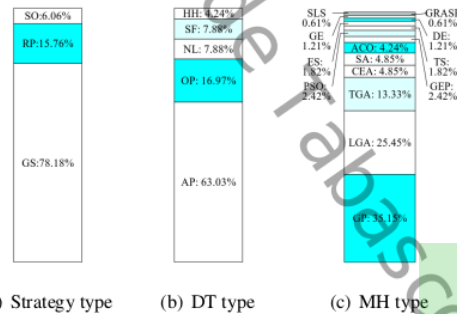 SO:6.06%
RP:15.76%
GS:78.18%
HH: 4.24%
SF: 7.88%
NL: 7.88%
OP: 16.97%
AP: 63.03%
SLS
0.61%
GE
1.21%
ES:
1.82%
PSO:
2.42%
GRASP
0.61%
DE:
1.21%
TS:
1.82%
GEP:
2.42%
ACO: 4.24%
SA: 4.85%
CEA: 4.85%
TGA: 13.33%
LGA: 25.45%
GP: 35.15%
) Strategy type
(b) DT type
(c) MH type
de rabasco